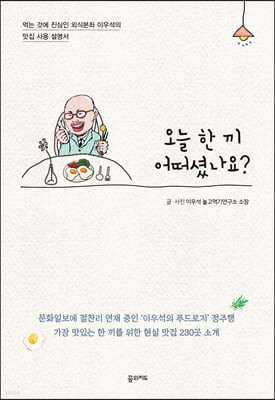 먹는 것에 진심인 외식본좌 이우석의
맛집 사용 설명서
오늘 한 끼
어떠셨나요?
글·사진 이우석 놀고먹기연구소 소장
문화일보에 절찬리 연재 중인 '이우석의 푸드로지' 정주행
가장 맛있는 한 끼를 위한 현실 맛집 230곳 소개
꿈의지도